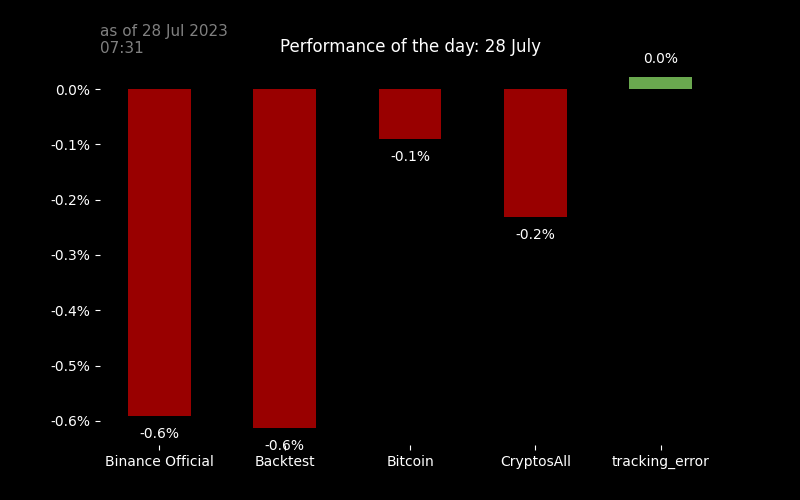 as of 28 Jul 2023
07:31
Performance of the day: 28 July
0.0%
0.0%
-0.1%
-0.2%
-0.3%
-0.4%
-0.5%
-0.6%
-0.1%
-0.2%
-0.6%
-0.6%
Binance Official
Backtest
Bitcoin
CryptosAll
tracking_error